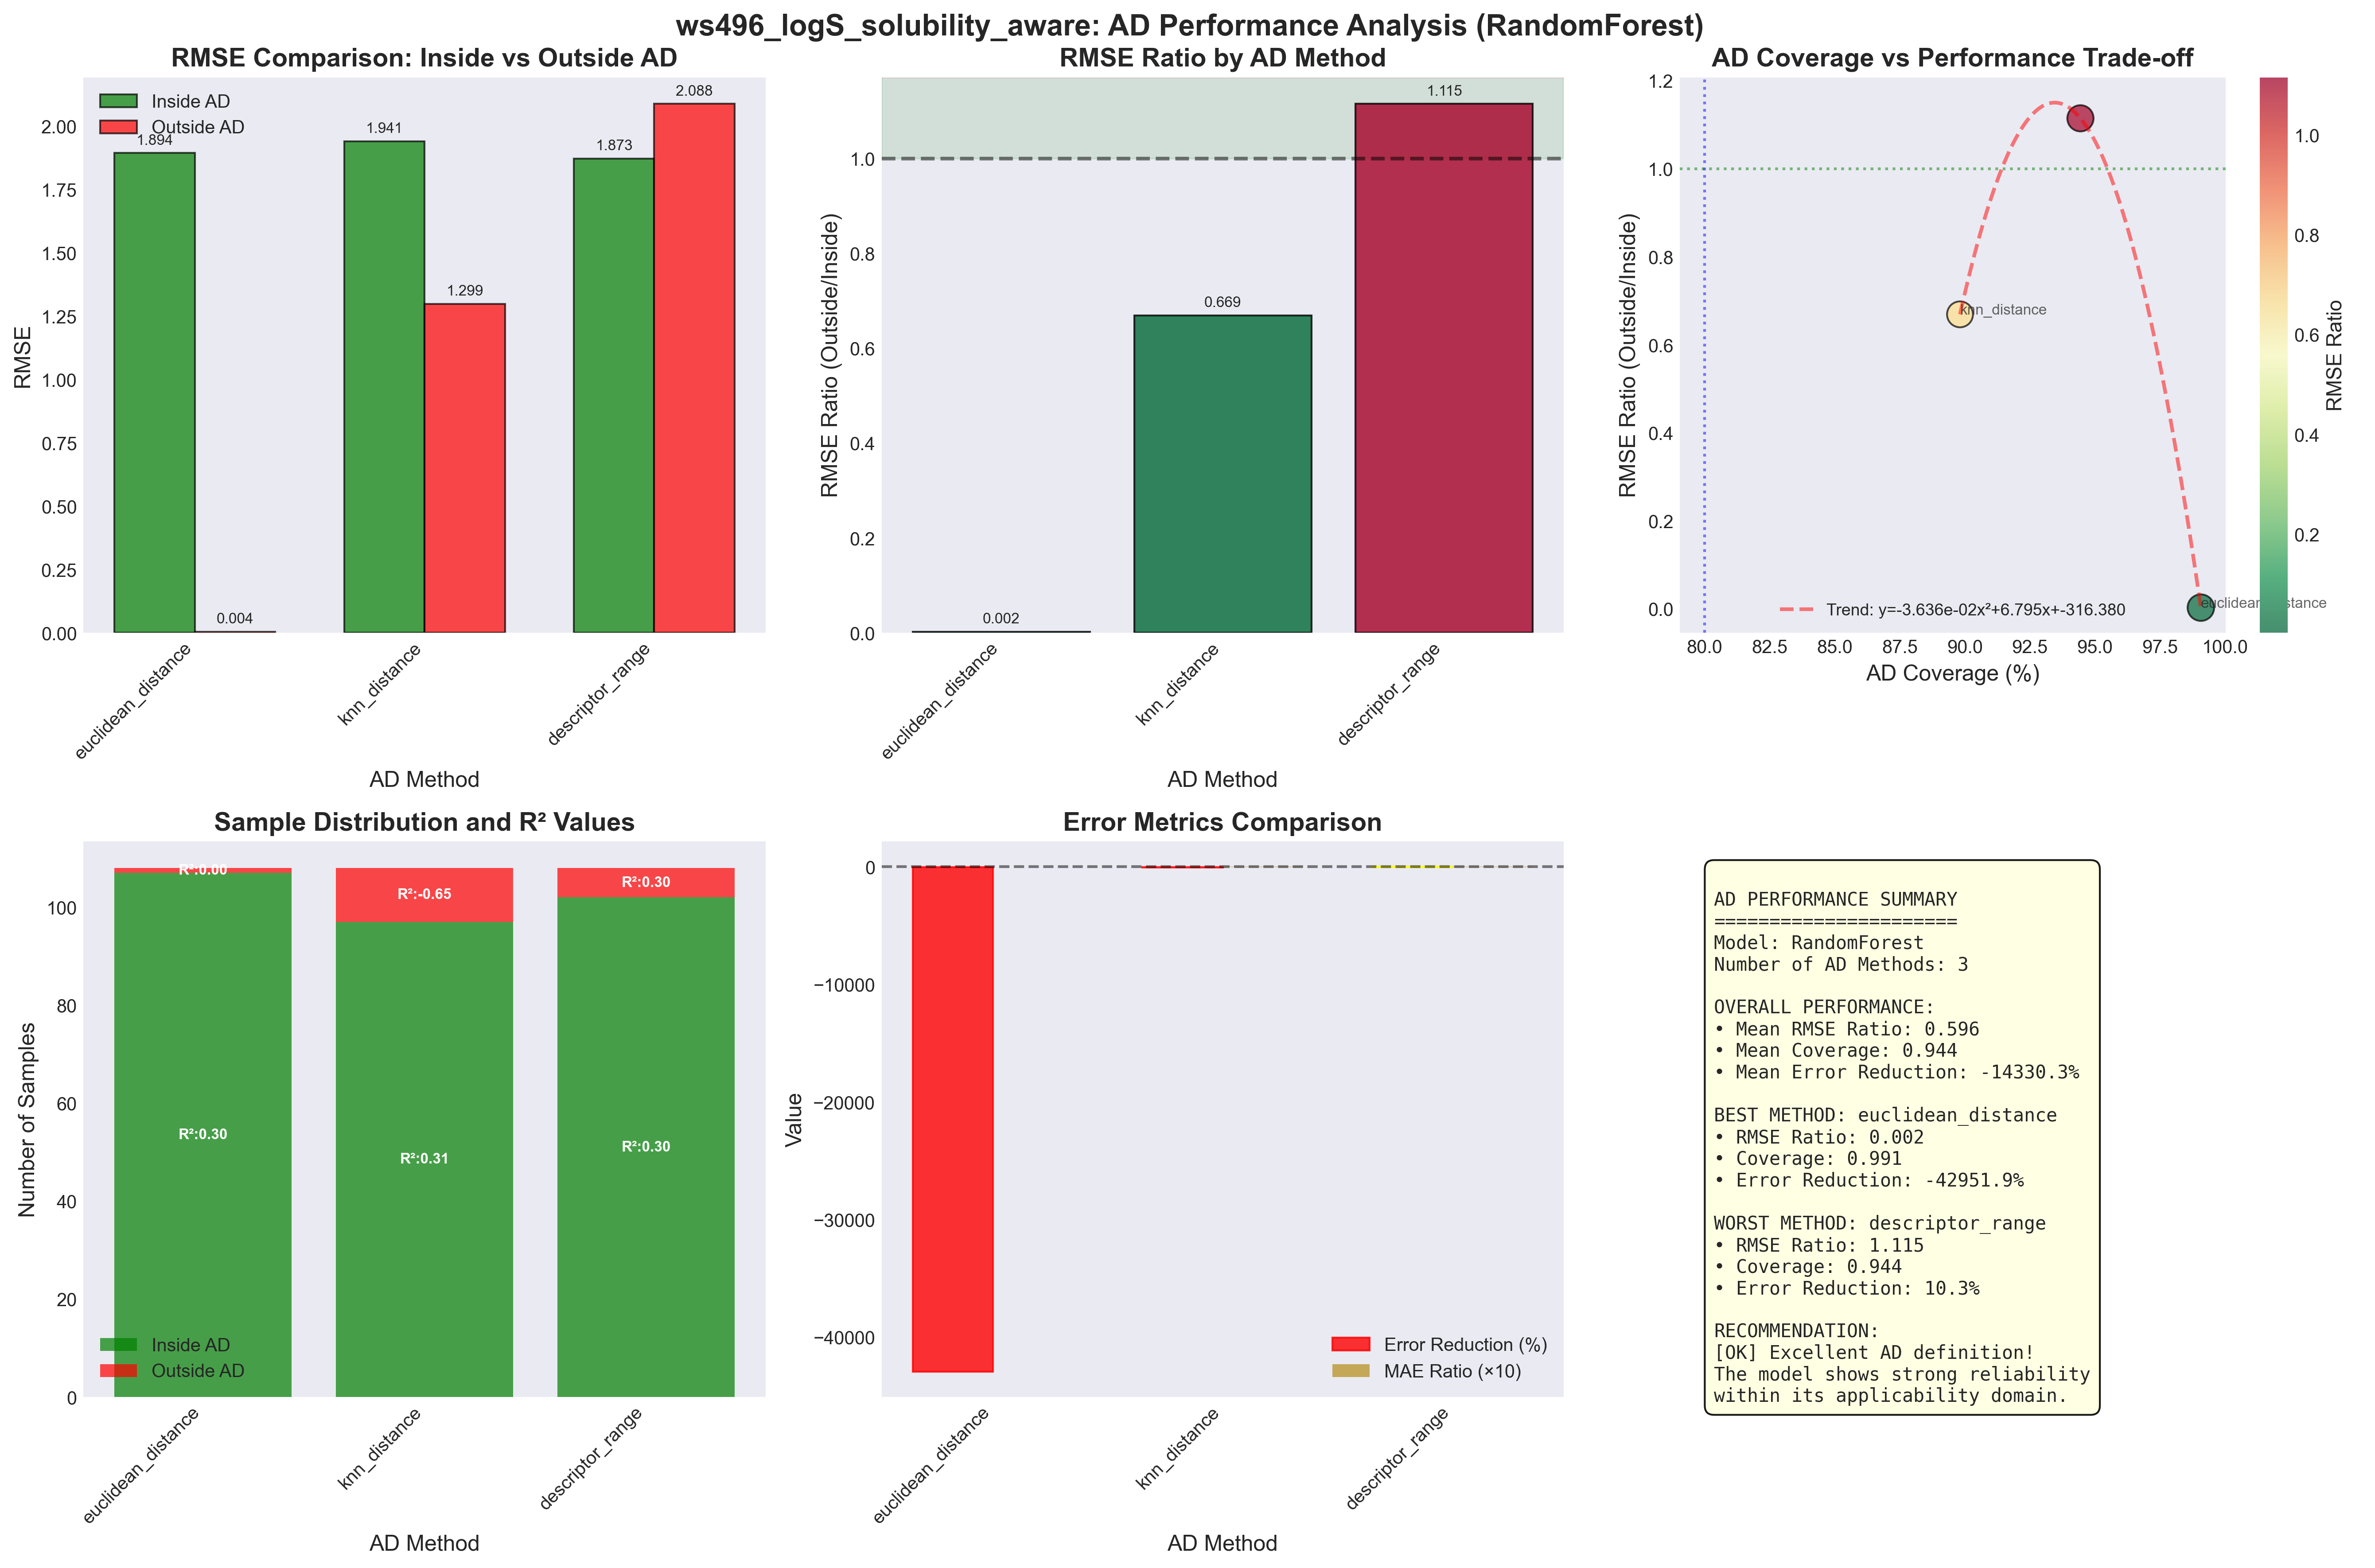 ws496_logS_solubility_aware: AD Performance Analysis (RandomForest)
RMSE Comparison: Inside vs Outside AD
Inside AD
Outside AD
1.894
0.004
1.941
1.299
1.873
2.088
2.00
1.75
1.50
1.25
1.00
0.75
0.50
0.25
0.00
RMSE
euclidean_distance
knn_distance
descriptor_range
AD Method
RMSE Ratio by AD Method
0.002
0.669
1.115
1.0
0.8
0.6
0.4
0.2
0.0
RMSE Ratio (Outside/Inside)
euclidean_distance
knn_distance
descriptor_range
AD Method
AD Coverage vs Performance Trade-off
1.2
1.0
0.8
0.6
0.4
0.2
0.0
RMSE Ratio (Outside/Inside)
knn_distance
euclidean_distance
Trend: y=-3.636e-02x²+6.795x+-316.380
80.0
82.5
85.0
87.5
90.0
92.5
95.0
97.5
100.0
AD Coverage (%)
1.0
0.8
0.6
0.4
0.2
RMSE Ratio
Sample Distribution and R² Values
R²:0.00
R²:-0.65
R²:0.30
R²:0.30
R²:0.31
R²:0.30
100
80
60
40
20
0
Number of Samples
Inside AD
Outside AD
euclidean_distance
knn_distance
descriptor_range
AD Method
Error Metrics Comparison
0
−10000
−20000
−30000
−40000
Value
Error Reduction (%)
MAE Ratio (×10)
euclidean_distance
knn_distance
descriptor_range
AD Method
AD PERFORMANCE SUMMARY
======================
Model: RandomForest
Number of AD Methods: 3
OVERALL PERFORMANCE:
• Mean RMSE Ratio: 0.596
• Mean Coverage: 0.944
• Mean Error Reduction: -14330.3%
BEST METHOD: euclidean_distance
• RMSE Ratio: 0.002
• Coverage: 0.991
• Error Reduction: -42951.9%
WORST METHOD: descriptor_range
• RMSE Ratio: 1.115
• Coverage: 0.944
• Error Reduction: 10.3%
RECOMMENDATION:
[OK] Excellent AD definition!
The model shows strong reliability
within its applicability domain.